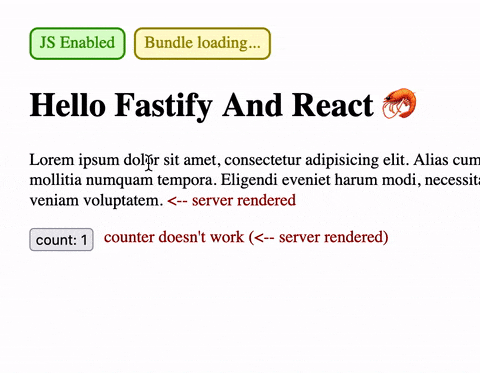 JS Enabled Bundle loading...
Hello Fastify And React 🦐
Lorem ipsum dolor sit amet, consectetur adipisicing elit. Alias cum
mollitia numquam tempora. Eligendi eveniet harum modi, necessita
veniam voluptatem. <-- server rendered
count: 1 counter doesn't work (<-- server rendered)